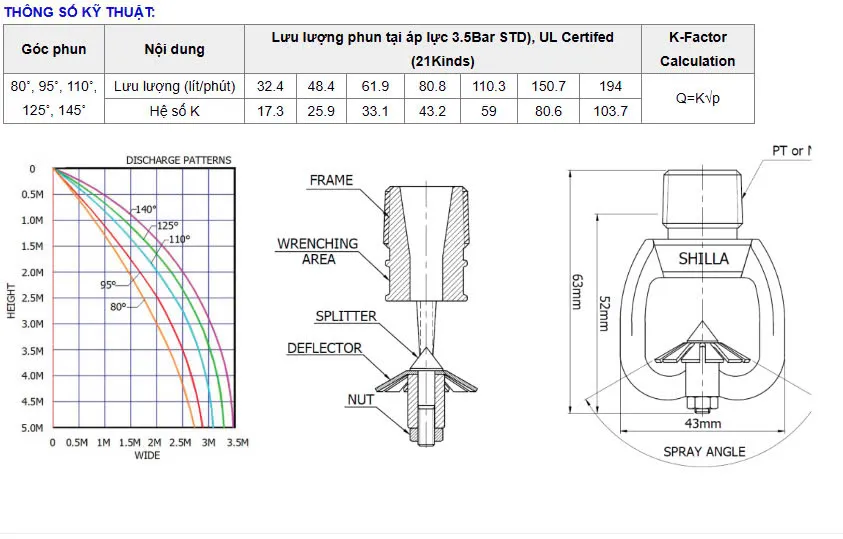 THÔNG SỐ KỸ THUẬT:
Góc phun Nội dung Lưu lượng phun tại áp lực 3.5Bar STD), UL Certifed K-Factor
(21Kinds) Calculation
80˚, 95˚, 110˚, Lưu lượng (lít/phút) 32.4 48.4 61.9 80.8 110.3 150.7 194 Q=K√p
125˚, 145˚ Hệ số K 17.3 25.9 33.1 43.2 59 80.6 103.7
DISCHARGE PATTERNS
0
0.5M
1.0M
1.5M
2.0M
2.5M
3.0M
3.5M
4.0M
4.5M
5.0M
HEIGHT
140°
125°
110°
95°
80°
0 0.5M 1M 1.5M 2M 2.5M 3M 3.5M
WIDE
FRAME
WRENCHING
AREA
SPLITTER
DEFLECTOR
NUT
PT or
SHILLA
63mm
52mm
43mm
SPRAY ANGLE